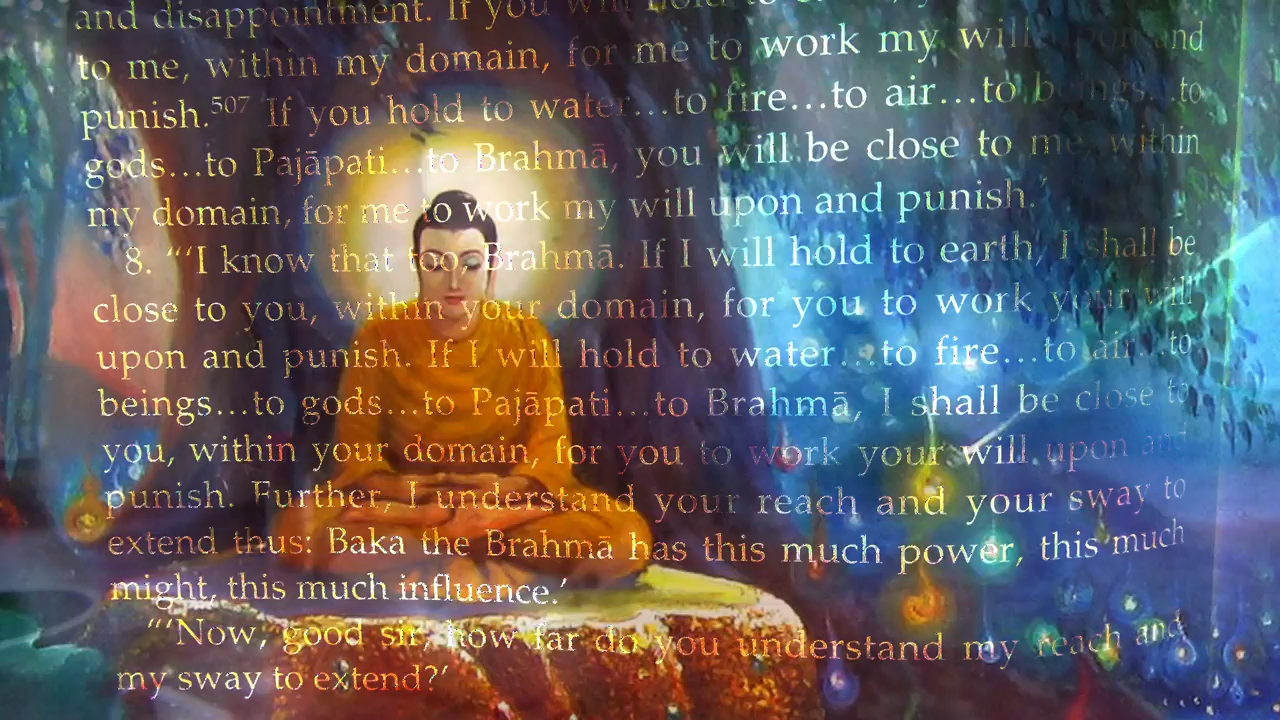 and disappointment. If you will hold to
to me, within my domain, for me to work my will upon and
punish.⁵⁰⁷ If you hold to water…to fire…to air…to beings…to
gods…to Pajāpati…to Brahmā, you will be close to me, within
my domain, for me to work my will upon and punish.’
8. “‘I know that too, Brahmā. If I will hold to earth, I shall be
close to you, within your domain, for you to work your will
upon and punish. If I will hold to water…to fire…to air…to
beings…to gods…to Pajāpati…to Brahmā, I shall be close to
you, within your domain, for you to work your will upon and
punish. Further, I understand your reach and your sway to
extend thus: Baka the Brahmā has this much power, this much
might, this much influence.’
“‘Now, good sir, how far do you understand my reach and
my sway to extend?’